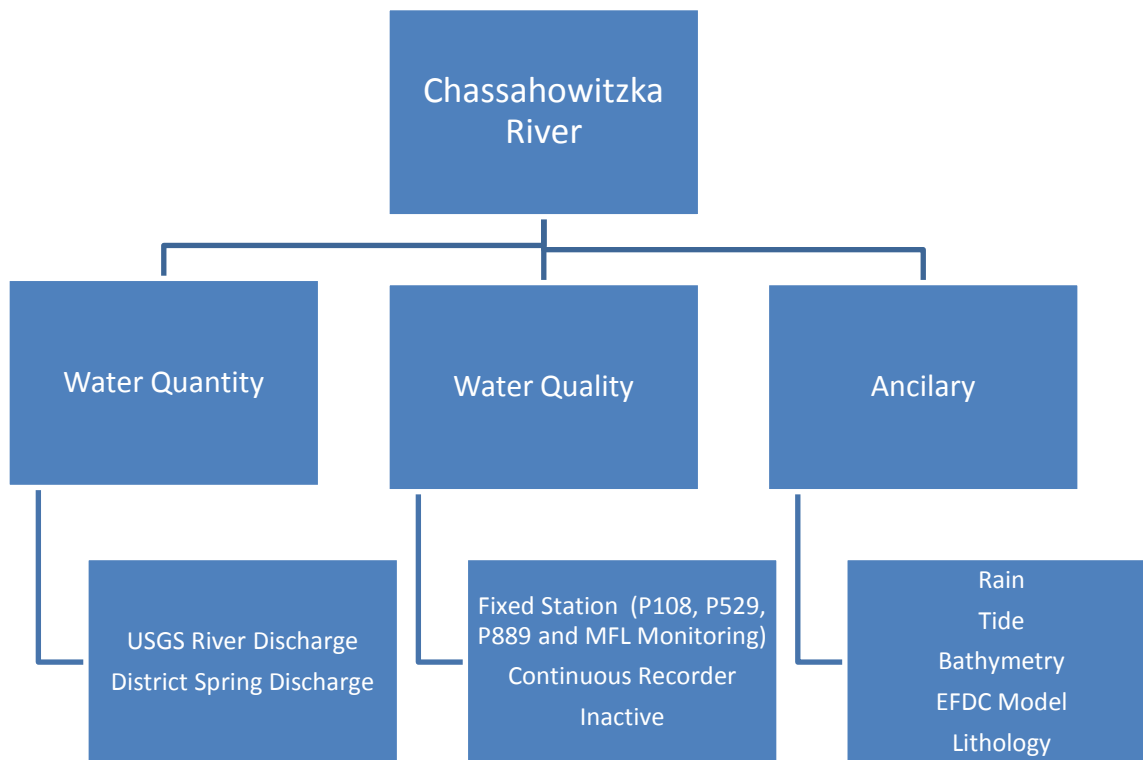 Chassahowitzka
River
Water Quantity
Water Quality
Ancilary
USGS River Discharge
District Spring Discharge
Fixed Station (P108, P529,
P889 and MFL Monitoring)
Continuous Recorder
Inactive
Rain
Tide
Bathymetry
EFDC Model
Lithology